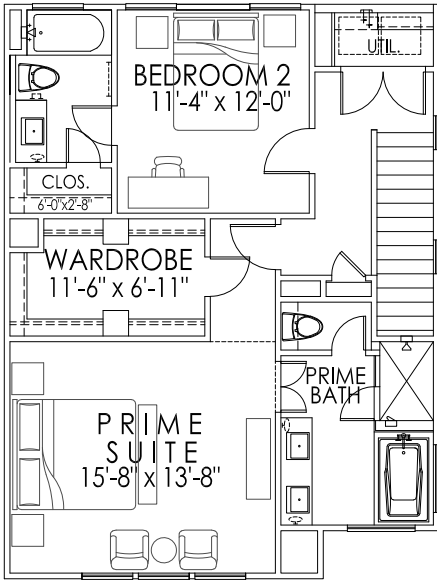 BEDROOM 2
11'-4" x 12'-0"
UTIL.
CLOS.
6'-0"x2'-8"
WARDROBE
11'-6" x 6'-11"
PRIME
BATH
PRIME
SUITE
15'-8" x 13'-8"